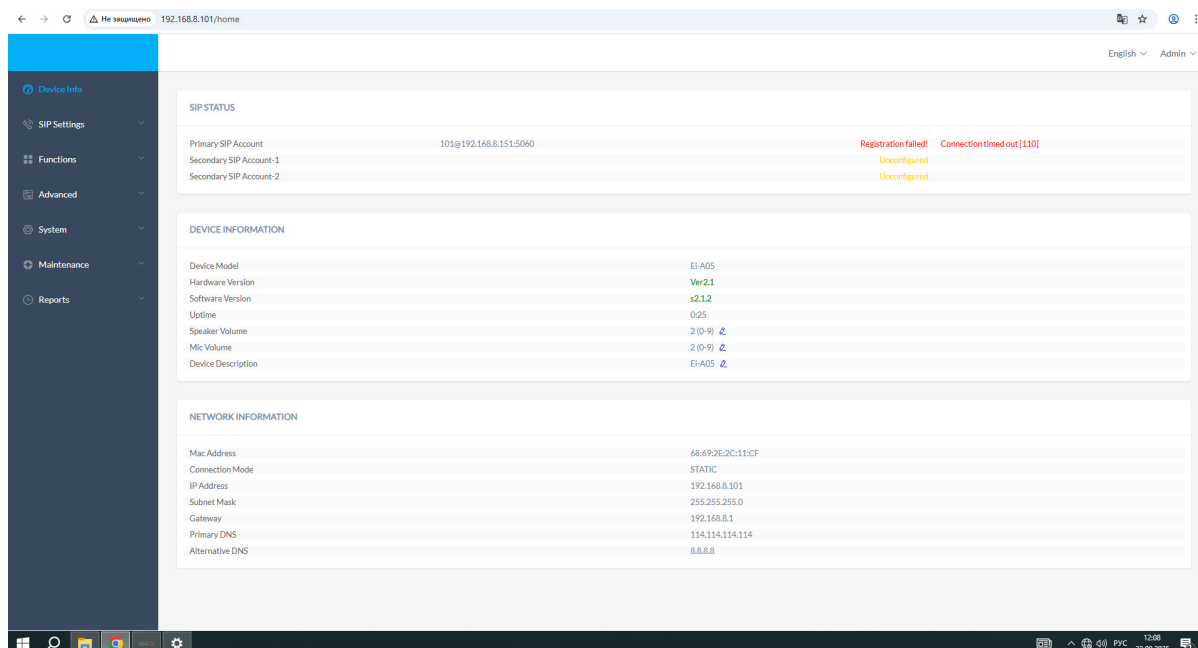 Не защищено 192.168.8.101/home
English Admin
Device Info
SIP Settings
Functions
Advanced
System
Maintenance
Reports
SIP STATUS
Primary SIP Account 101@192.168.8.151:5060 Registration failed! Connection timed out [110]
Secondary SIP Account-1 Unconfigured
Secondary SIP Account-2 Unconfigured
DEVICE INFORMATION
Device Model EI-A05
Hardware Version Ver2.1
Software Version s2.1.2
Uptime 0:25
Speaker Volume 2 (0-9)
Mic Volume 2 (0-9)
Device Description EI-A05
NETWORK INFORMATION
Mac Address 68:69:2E:2C:11:CF
Connection Mode STATIC
IP Address 192.168.8.101
Subnet Mask 255.255.255.0
Gateway 192.168.8.1
Primary DNS 114.114.114.114
Alternative DNS 8.8.8.8
РУС 12:08